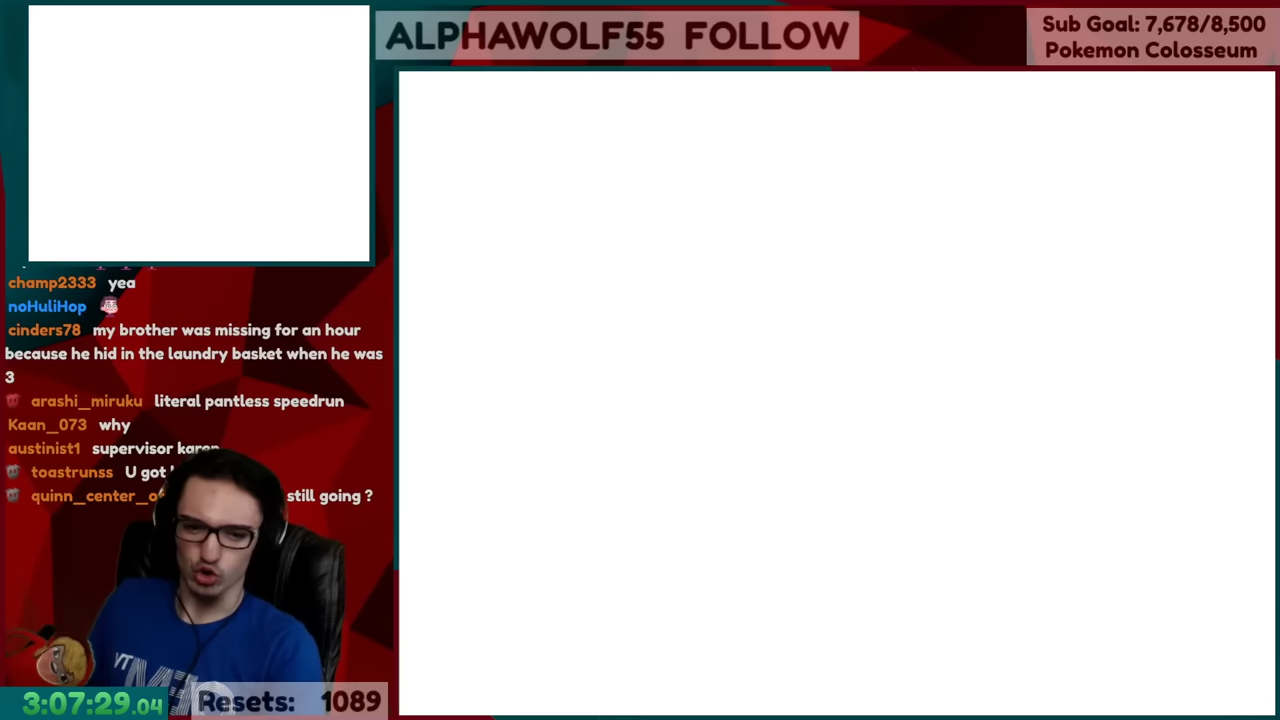 ALPHAWOLF55 FOLLOW
Sub Goal: 7,678/8,500
Pokemon Colosseum
champ2333 yea
noHuliHop
cinders78 my brother was missing for an hour
because he hid in the laundry basket when he was
3
arashi_miruku literal pantless speedrun
Kaan_073 why
austinist1 supervisor karen
toastrunss U got
still going ?
YT
3:07:29.04
Resets: 1089